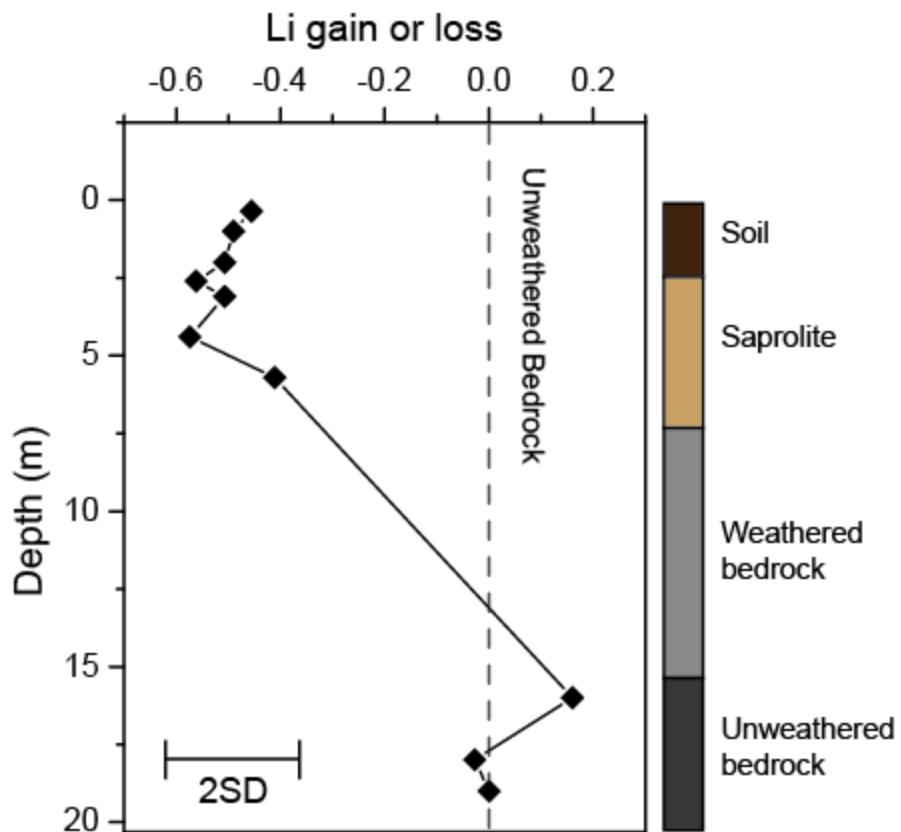 Li gain or loss
-0.6 -0.4 -0.2 0.0 0.2
Depth (m)
0
5
10
15
20
Unweathered Bedrock
2SD
Soil
Saprolite
Weathered
bedrock
Unweathered
bedrock